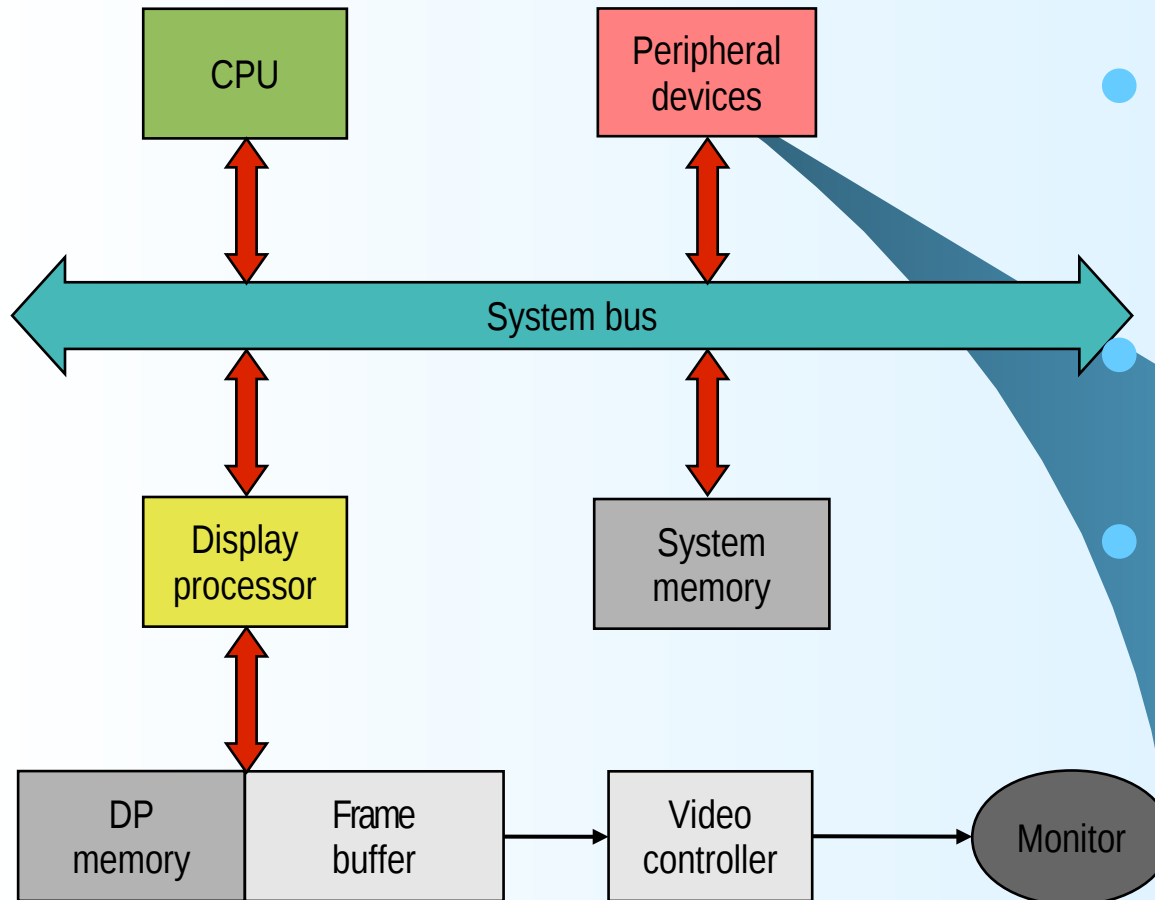 CPU
Peripheral
devices
System bus
Display
processor
System
memory
DP
memory
Frame
buffer
Video
controller
Monitor